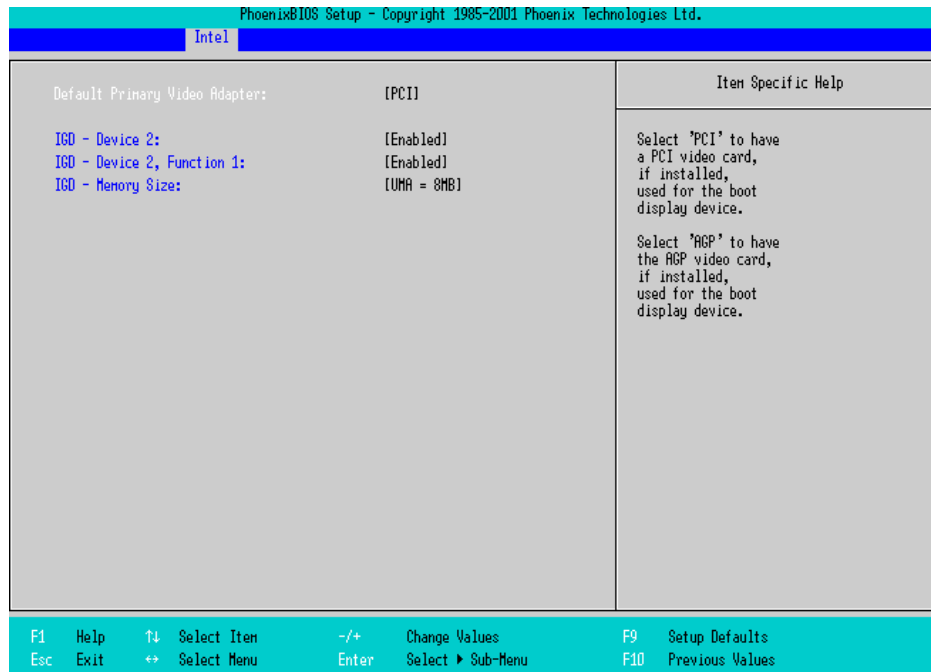 PhoenixBIOS Setup - Copyright 1985-2001 Phoenix Technologies Ltd.
Intel
Default Primary Video Adapter: [PCI]
IGD - Device 2: [Enabled]
IGD - Device 2, Function 1: [Enabled]
IGD - Memory Size: [UMA = 8MB]
Item Specific Help
Select 'PCI' to have
a PCI video card,
if installed,
used for the boot
display device.
Select 'AGP' to have
the AGP video card,
if installed,
used for the boot
display device.
F1 Help ↑↓ Select Item -/+ Change Values F9 Setup Defaults
Esc Exit ↔ Select Menu Enter Select ▶ Sub-Menu F10 Previous Values